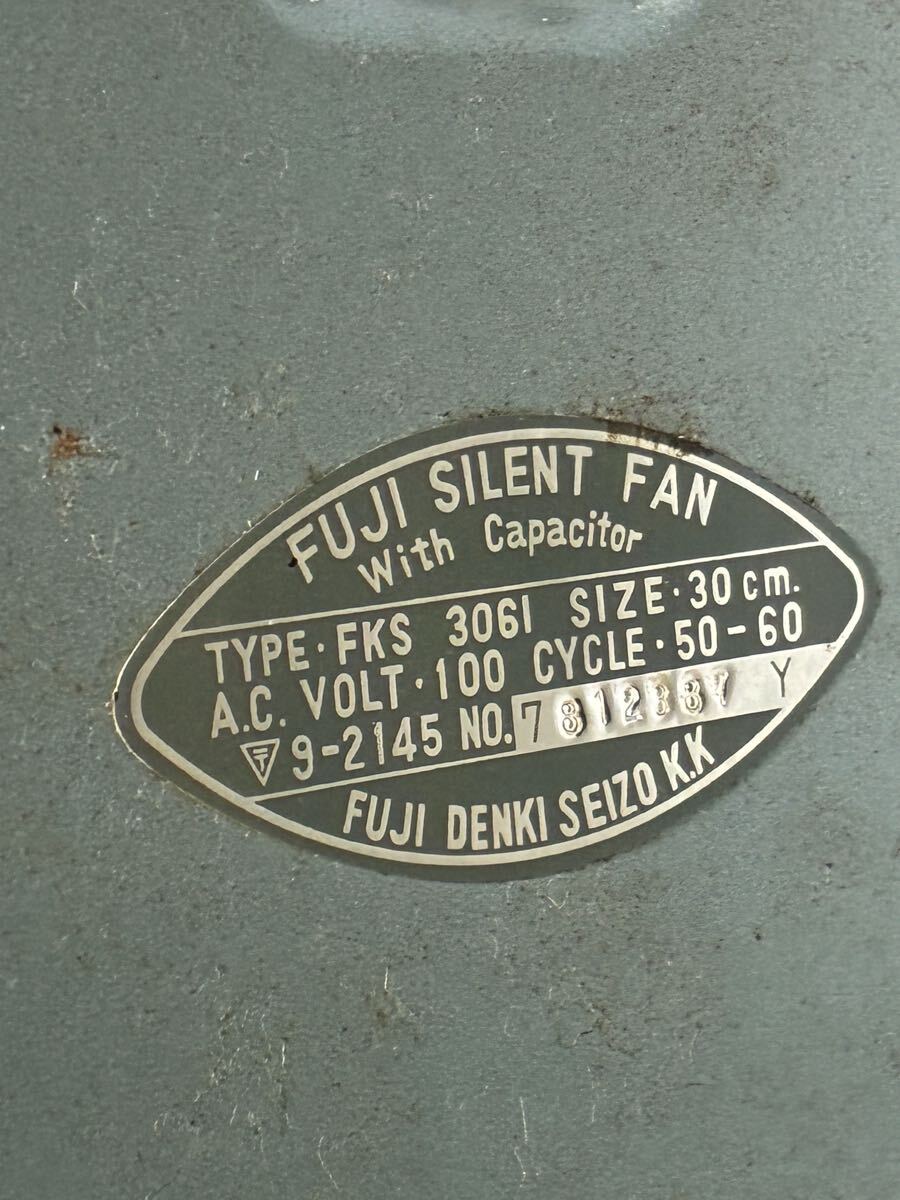 FUJI SILENT FAN
With Capacitor
TYPE·FKS 3061 SIZE·30 cm.
A.C. VOLT·100 CYCLE·50-60
〒 9-2145 NO. 7 Y
FUJI DENKI SEIZO K.K